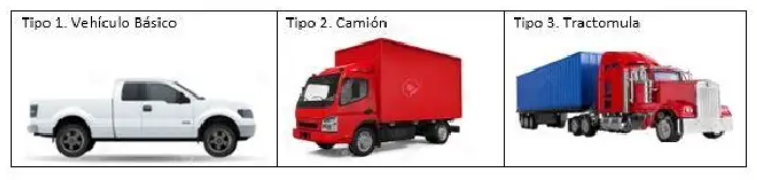 Tipo 1. Vehículo Básico
Tipo 2. Camión
Tipo 3. Tractomula